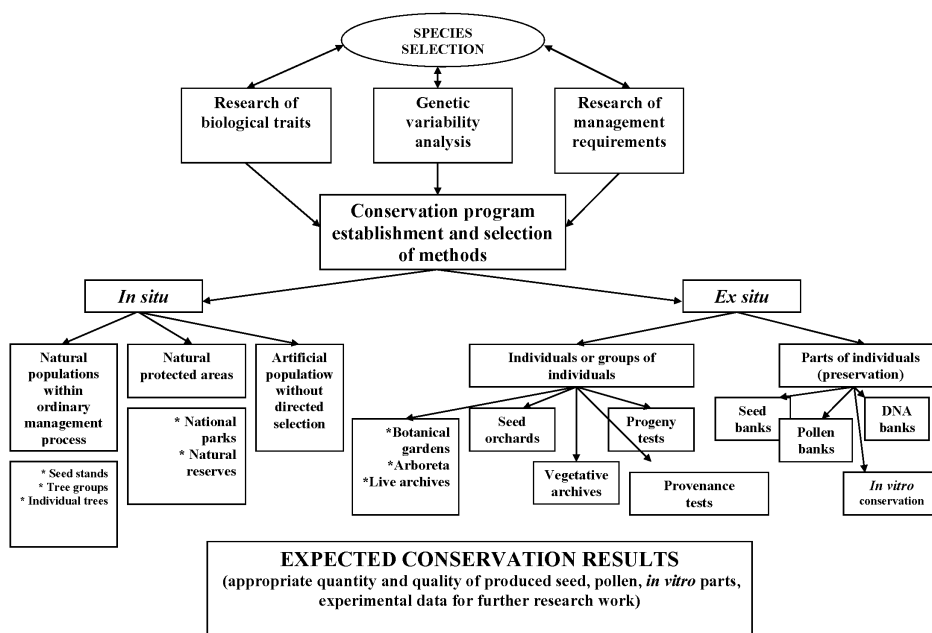 SPECIES
SELECTION
Research of
biological traits
Genetic
variability
analysis
Research of
management
requirements
Conservation program
establishment and selection
of methods
In situ
Ex situ
Natural
populations
within
ordinary
management
process
Natural
protected areas
Artificial
populatiow
without
directed
selection
Individuals or groups of
individuals
Parts of individuals
(preservation)
* Seed stands
* Tree groups
* Individual trees
* National
parks
* Natural
reserves
*Botanical
gardens
*Arboreta
*Live archives
Seed
orchards
Vegetative
archives
Progeny
tests
Provenance
tests
Seed
banks
Pollen
banks
DNA
banks
In vitro
conservation
EXPECTED CONSERVATION RESULTS
(appropriate quantity and quality of produced seed, pollen, in vitro parts,
experimental data for further research work)